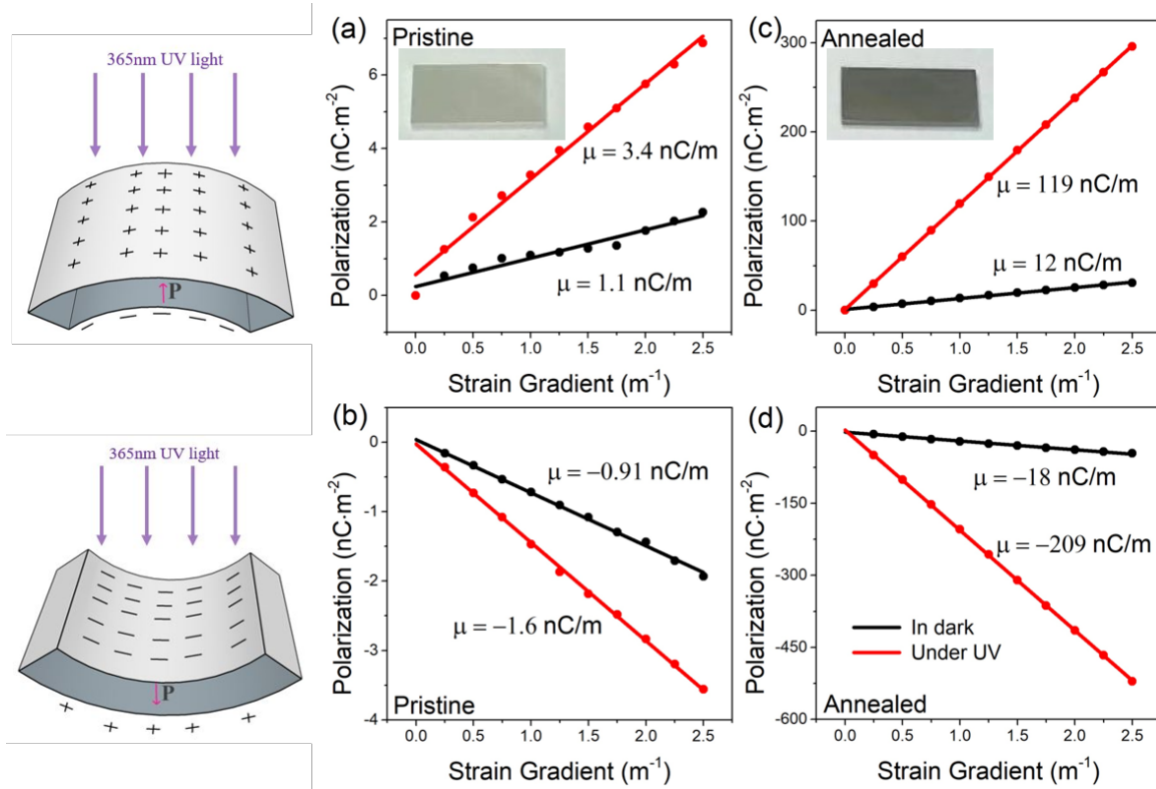 365nm UV light
+ + + + +
+ + + + +
+ + + + +
+ + + + +
+ + + + +
↑P
− − − − −
365nm UV light
− − − − −
− − − − −
− − − − −
− − − − −
− − − − −
↓P
+ + + + +
(a)
Pristine
Polarization (nC·m⁻²)
6
4
2
0
μ = 3.4 nC/m
μ = 1.1 nC/m
0.0 0.5 1.0 1.5 2.0 2.5
Strain Gradient (m⁻¹)
(c)
Annealed
Polarization (nC·m⁻²)
300
200
100
0
μ = 119 nC/m
μ = 12 nC/m
0.0 0.5 1.0 1.5 2.0 2.5
Strain Gradient (m⁻¹)
(b)
Polarization (nC·m⁻²)
0
-1
-2
-3
-4
μ = −0.91 nC/m
μ = −1.6 nC/m
Pristine
0.0 0.5 1.0 1.5 2.0 2.5
Strain Gradient (m⁻¹)
(d)
Polarization (nC·m⁻²)
0
-150
-300
-450
-600
μ = −18 nC/m
μ = −209 nC/m
In dark
Under UV
Annealed
0.0 0.5 1.0 1.5 2.0 2.5
Strain Gradient (m⁻¹)